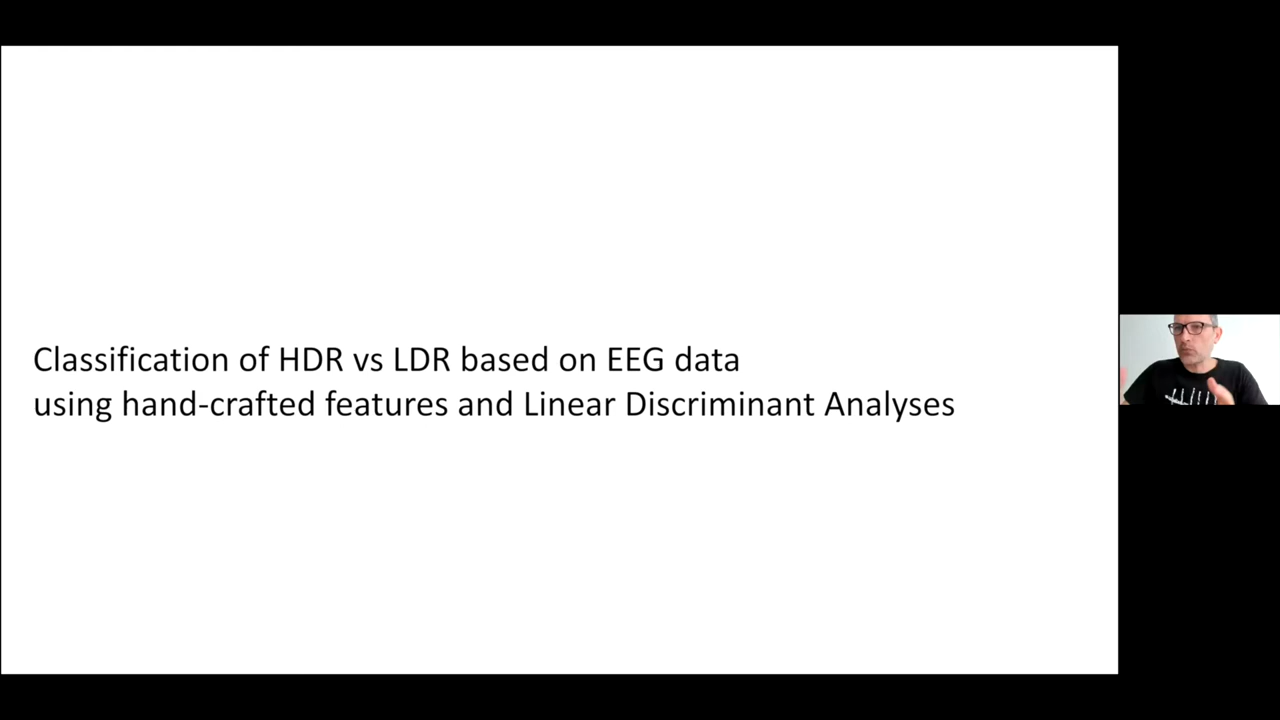 Classification of HDR vs LDR based on EEG data
using hand-crafted features and Linear Discriminant Analyses